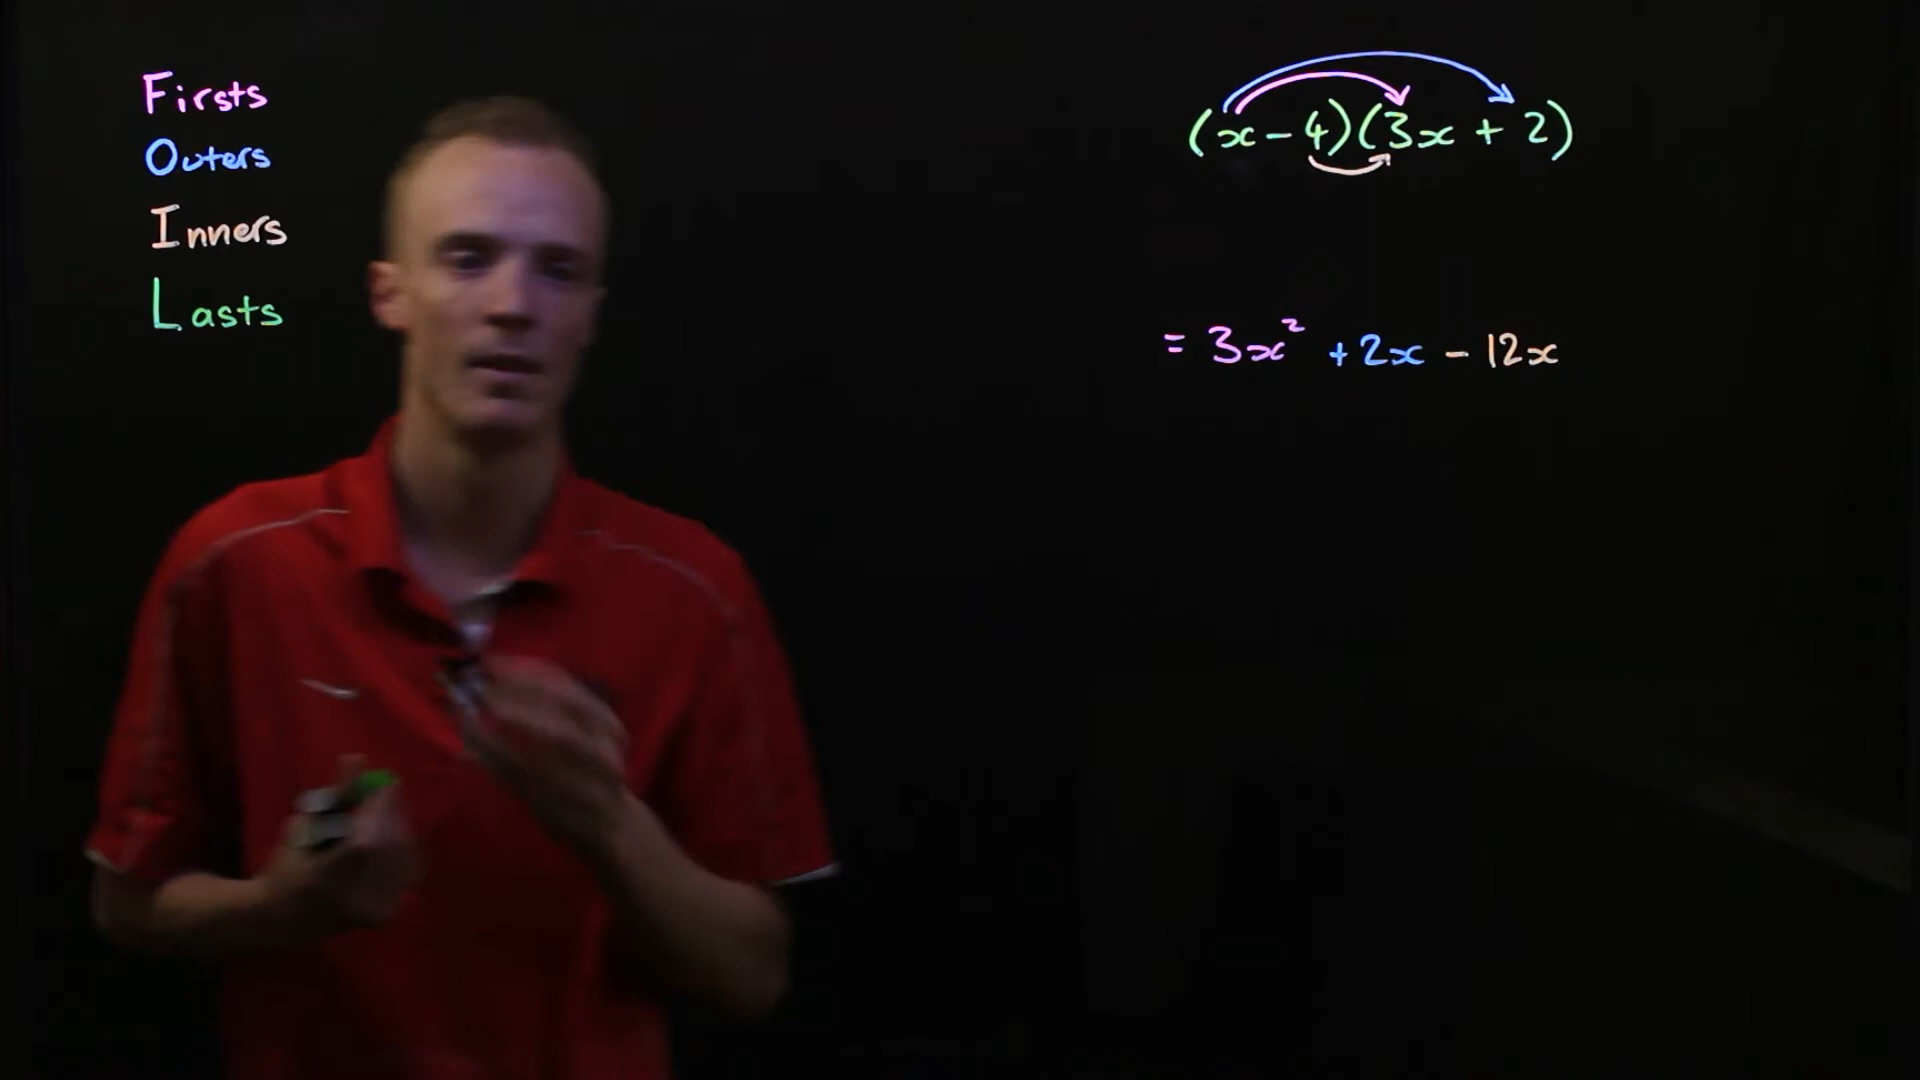 Firsts
Outers
Inners
Lasts
(x - 4)(3x + 2)
= 3x² + 2x - 12x